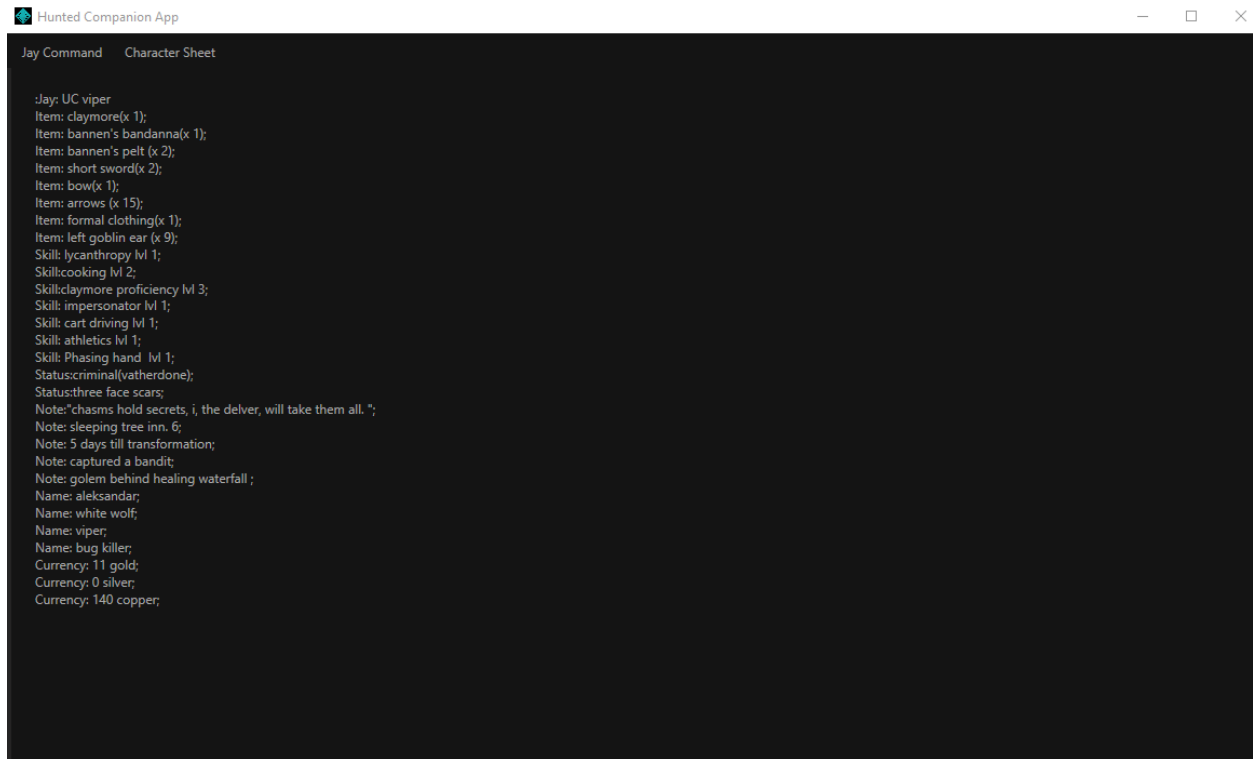 Hunted Companion App
Jay Command Character Sheet
:Jay: UC viper
Item: claymore(x 1);
Item: bannen's bandanna(x 1);
Item: bannen's pelt (x 2);
Item: short sword(x 2);
Item: bow(x 1);
Item: arrows (x 15);
Item: formal clothing(x 1);
Item: left goblin ear (x 9);
Skill: lycanthropy lvl 1;
Skill:cooking lvl 2;
Skill:claymore proficiency lvl 3;
Skill: impersonator lvl 1;
Skill: cart driving lvl 1;
Skill: athletics lvl 1;
Skill: Phasing hand  lvl 1;
Status:criminal(vatherdone);
Status:three face scars;
Note:"chasms hold secrets, i, the delver, will take them all. ";
Note: sleeping tree inn. 6;
Note: 5 days till transformation;
Note: captured a bandit;
Note: golem behind healing waterfall ;
Name: aleksandar;
Name: white wolf;
Name: viper;
Name: bug killer;
Currency: 11 gold;
Currency: 0 silver;
Currency: 140 copper;